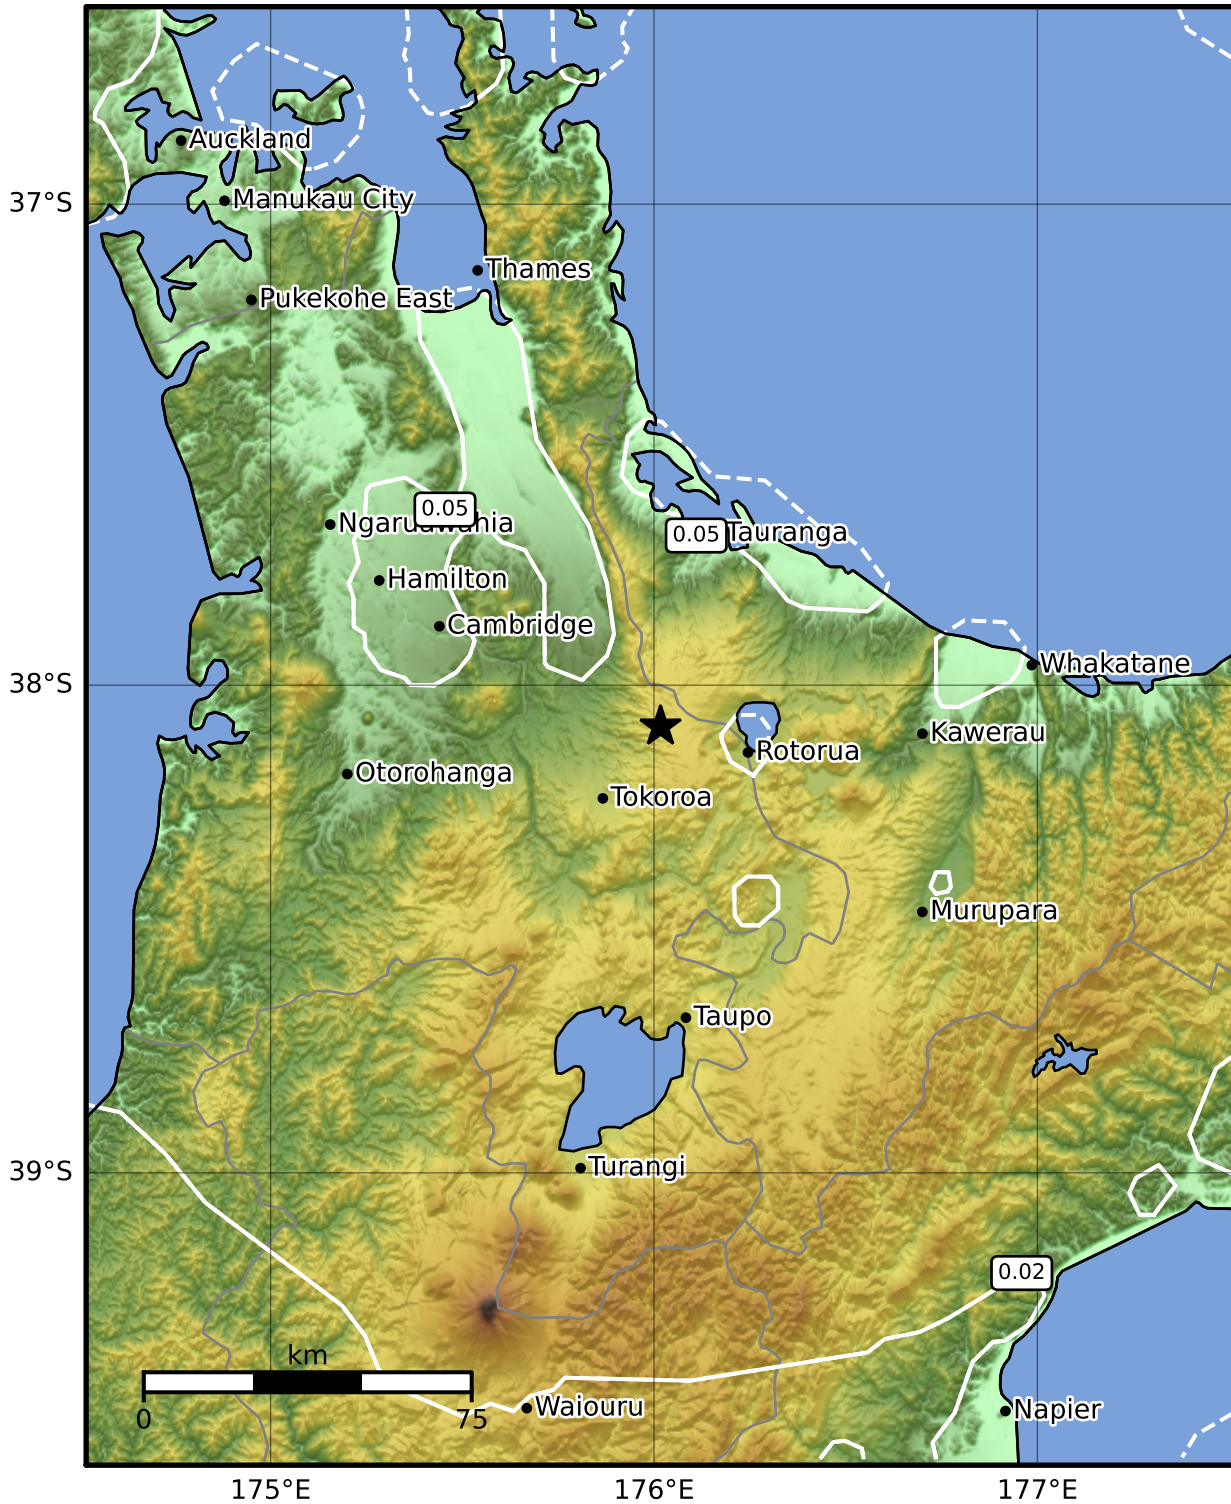 Auckland
Manukau City
37°S
Thames
Pukekohe East
0.05
Ngaruawahia
0.05
Tauranga
Hamilton
Cambridge
Whakatane
38°S
Kawerau
Rotorua
Otorohanga
Tokoroa
Murupara
Taupo
39°S
Turangi
0.02
km
0
75
Waiouru
Napier
175°E
176°E
177°E